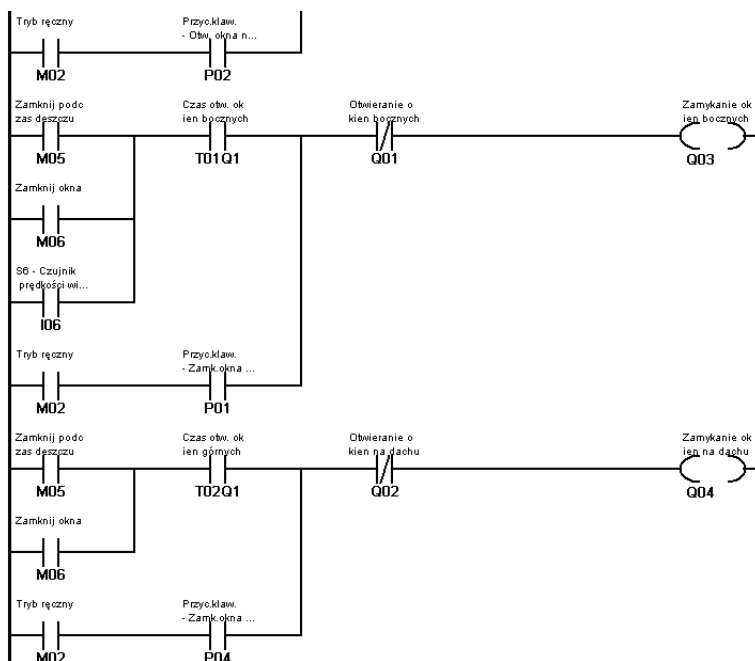 Tryb ręczny
Przyc.klaw.
- Otw. okna n...
M02
P02
Zamknij podc
zas deszczu
Czas otw. ok
ien bocznych
Otwieranie o
kien bocznych
Zamykanie ok
ien bocznych
M05
T01Q1
Q01
Q03
Zamknij okna
M06
S6 - Czujnik
prędkości wi...
I06
Tryb ręczny
Przyc.klaw.
- Zamk.okna ...
M02
P01
Zamknij podc
zas deszczu
Czas otw. ok
ien górnych
Otwieranie o
kien na dachu
Zamykanie ok
ien na dachu
M05
T02Q1
Q02
Q04
Zamknij okna
M06
Tryb ręczny
Przyc.klaw.
- Zamk.okna ...
M02
P04